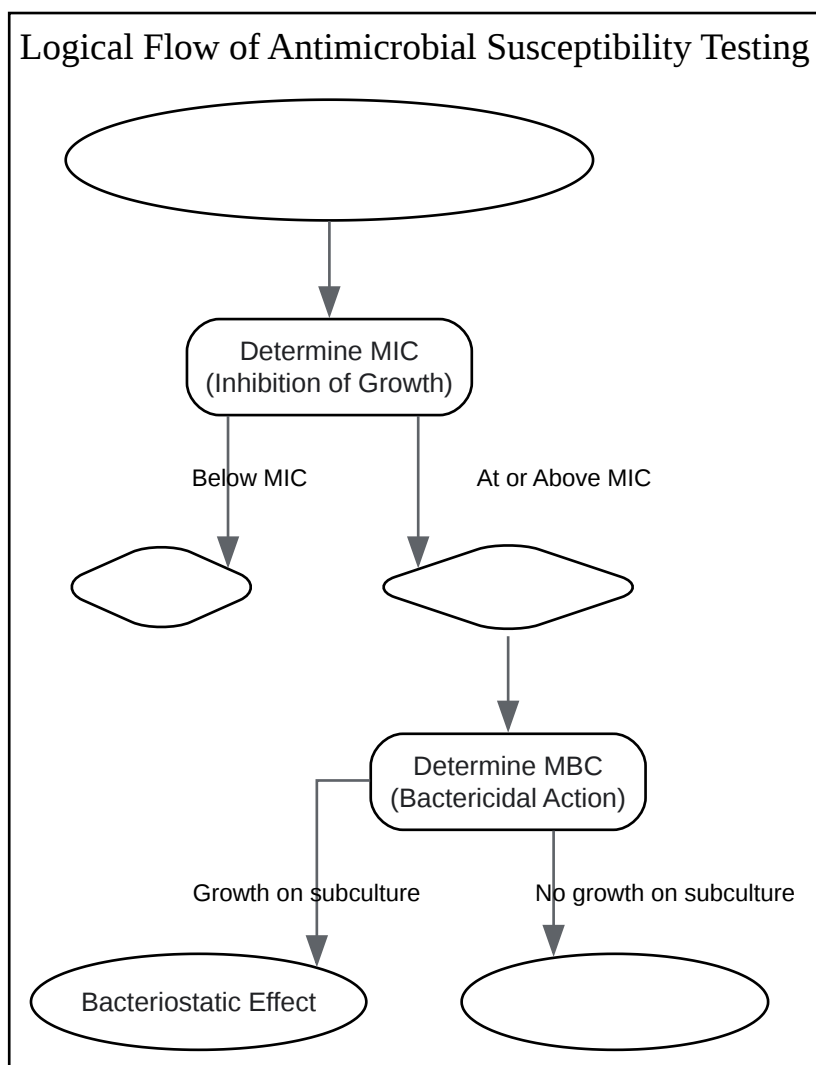 Logical Flow of Antimicrobial Susceptibility Testing
Determine MIC
(Inhibition of Growth)
Below MIC
At or Above MIC
Determine MBC
(Bactericidal Action)
Growth on subculture
No growth on subculture
Bacteriostatic Effect